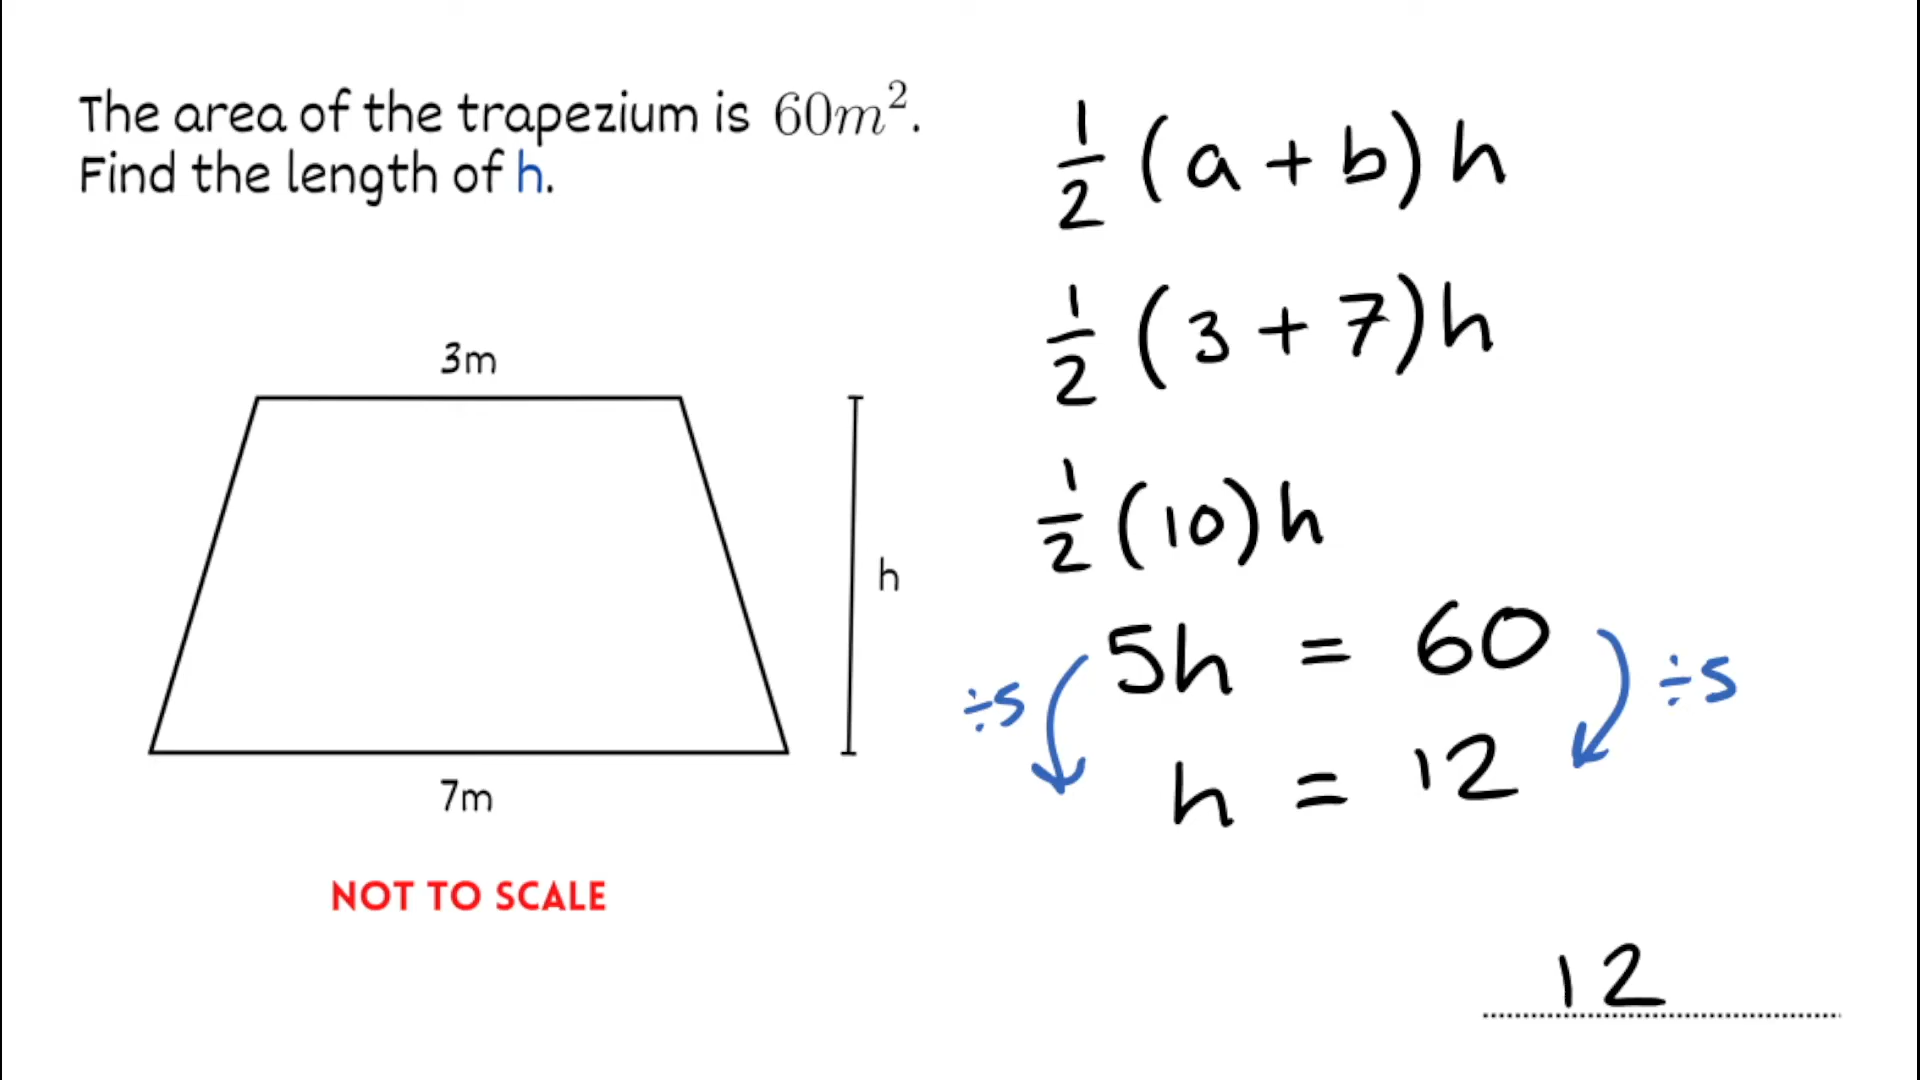 The area of the trapezium is 60m².
Find the length of h.
3m
h
7m
NOT TO SCALE
½ (a + b) h
½ (3 + 7) h
½ (10) h
÷5 5h = 60 ÷5
h = 12
12